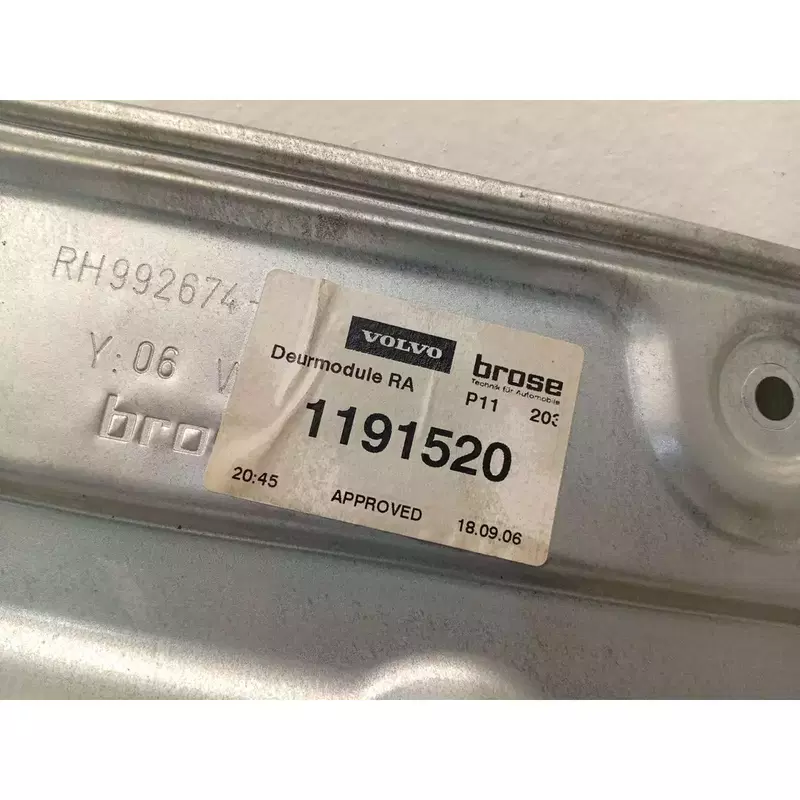 RH992674-
Y:06
bro
VOLVO
brose
Technik für Automobile
Deurmodule RA
P11 203
1191520
20:45 APPROVED 18.09.06